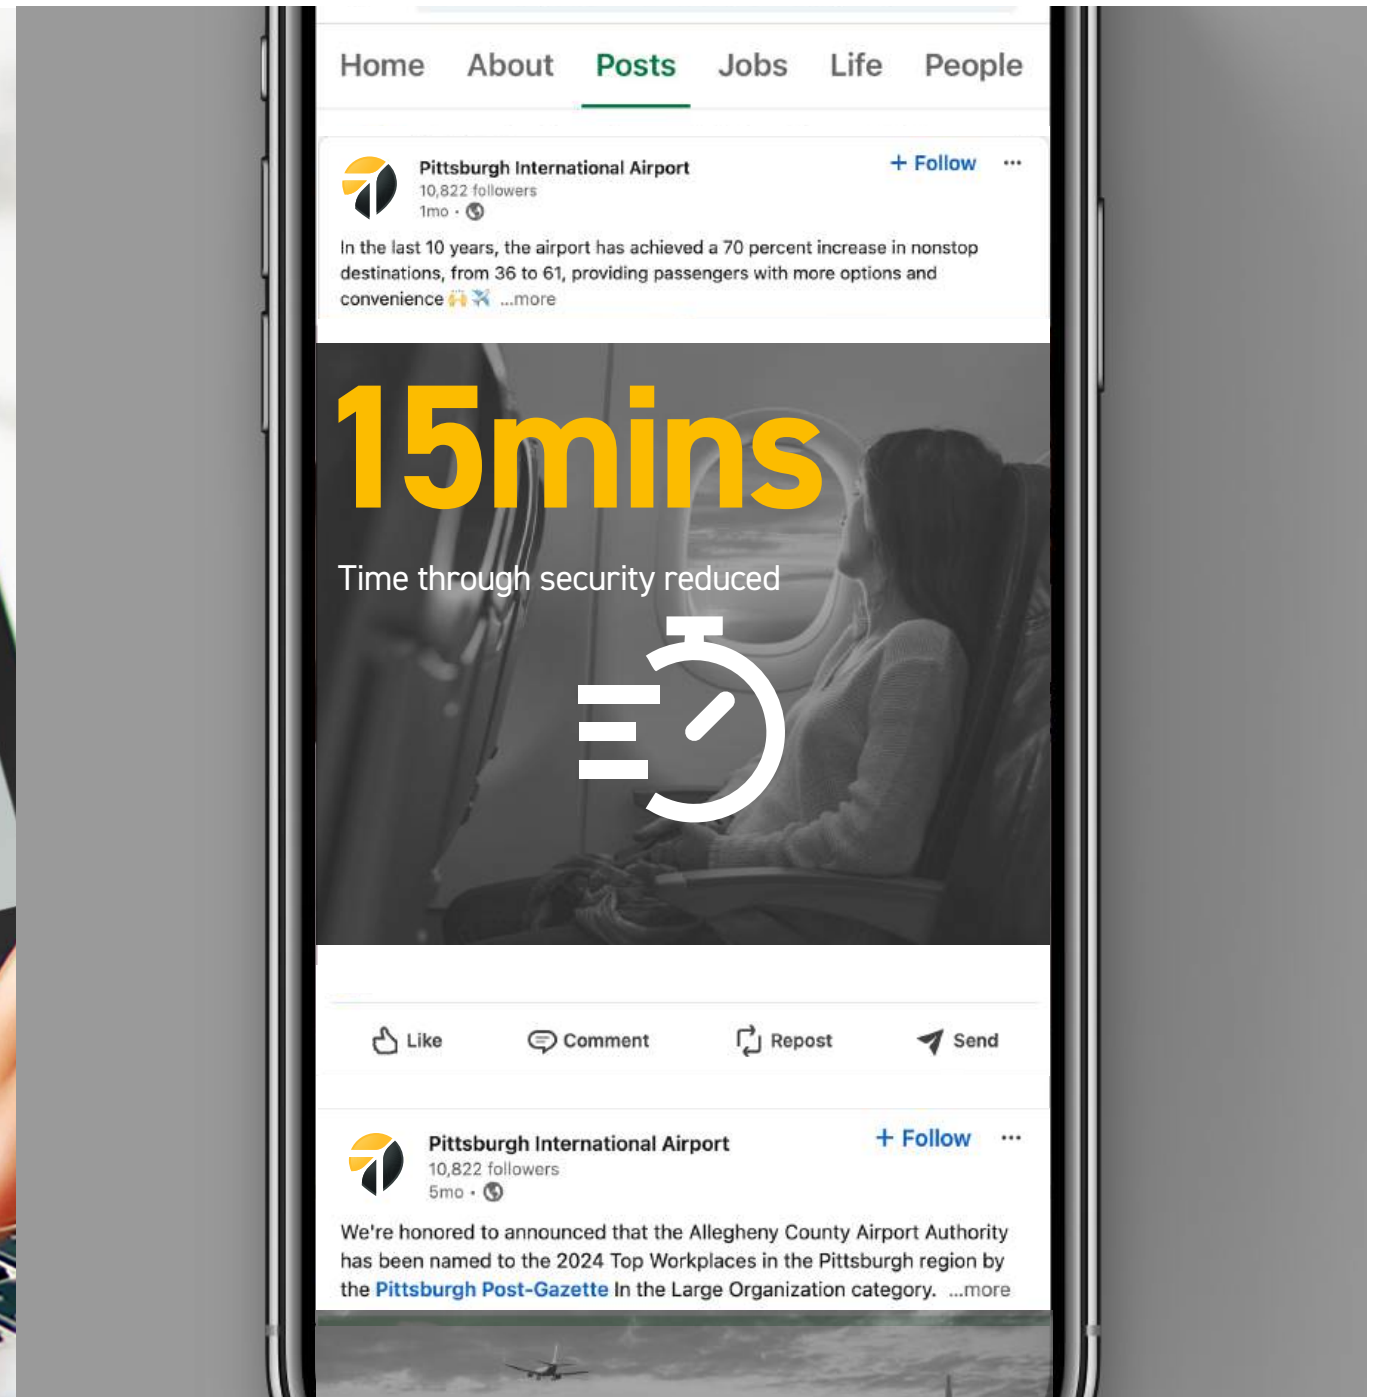 Home About Posts Jobs Life People
Pittsburgh International Airport
+ Follow ...
10,822 followers
1mo •
In the last 10 years, the airport has achieved a 70 percent increase in nonstop
destinations, from 36 to 61, providing passengers with more options and
convenience 🙌 ✈️ ...more
15mins
Time through security reduced
Like Comment Repost Send
Pittsburgh International Airport
+ Follow ...
10,822 followers
5mo •
We're honored to announced that the Allegheny County Airport Authority
has been named to the 2024 Top Workplaces in the Pittsburgh region by
the Pittsburgh Post-Gazette In the Large Organization category. ...more